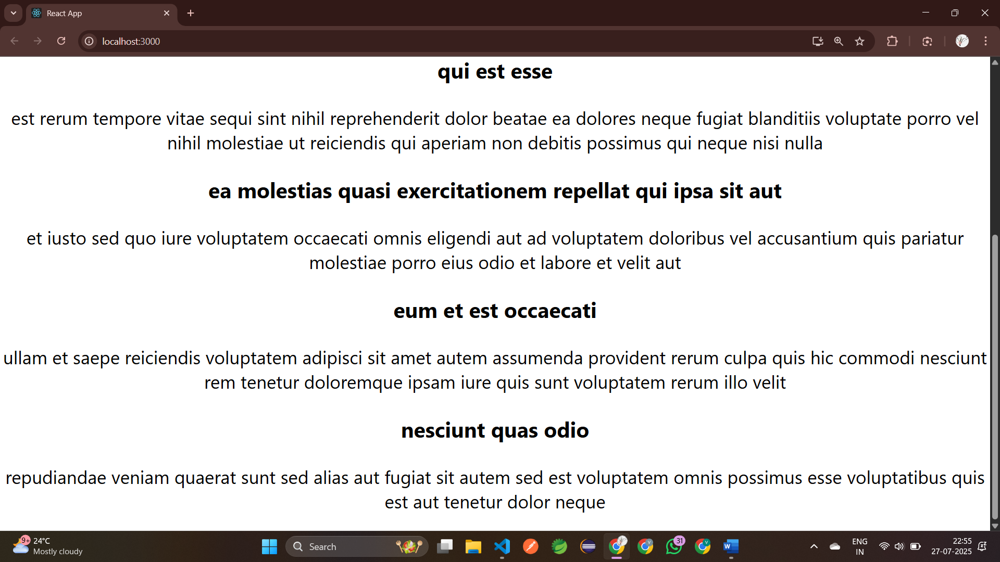 React App
localhost:3000
qui est esse
est rerum tempore vitae sequi sint nihil reprehenderit dolor beatae ea dolores neque fugiat blanditiis voluptate porro vel
nihil molestiae ut reiciendis qui aperiam non debitis possimus qui neque nisi nulla
ea molestias quasi exercitationem repellat qui ipsa sit aut
et iusto sed quo iure voluptatem occaecati omnis eligendi aut ad voluptatem doloribus vel accusantium quis pariatur
molestiae porro eius odio et labore et velit aut
eum et est occaecati
ullam et saepe reiciendis voluptatem adipisci sit amet autem assumenda provident rerum culpa quis hic commodi nesciunt
rem tenetur doloremque ipsam iure quis sunt voluptatem rerum illo velit
nesciunt quas odio
repudiandae veniam quaerat sunt sed alias aut fugiat sit autem sed est voluptatem omnis possimus esse voluptatibus quis
est aut tenetur dolor neque
9+
24°C
Mostly cloudy
Search
V
31
V
W
ENG
IN
22:55
27-07-2025